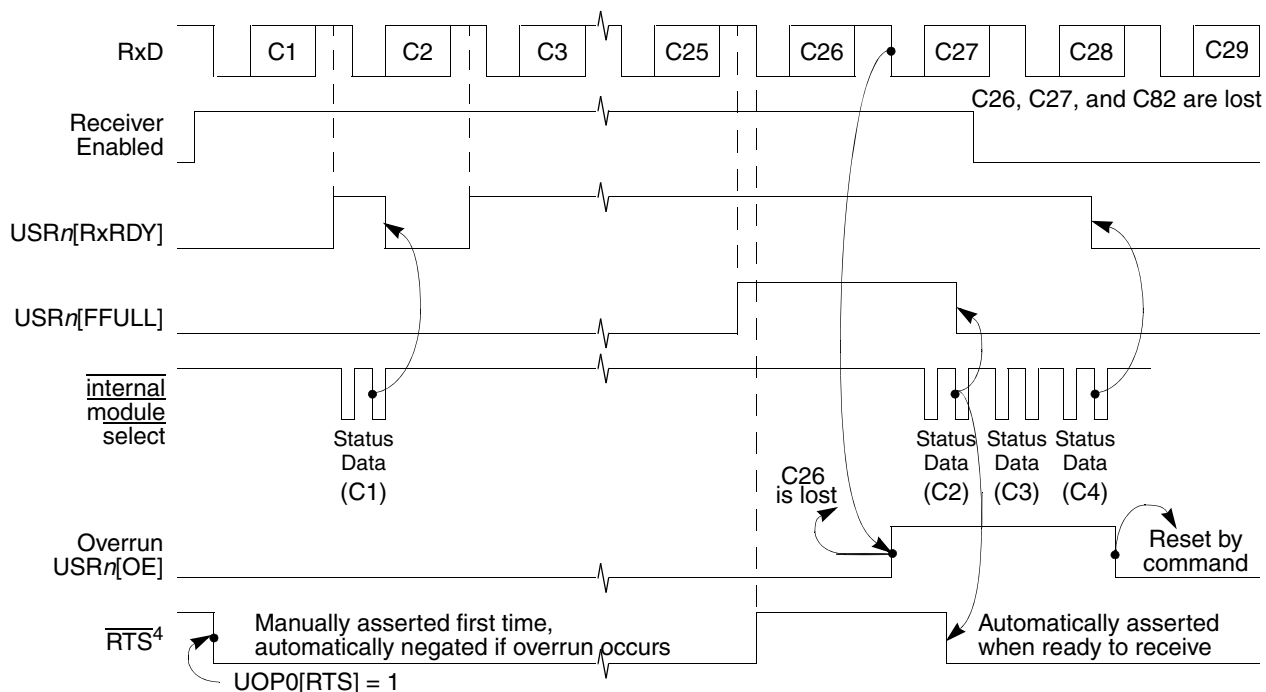 RxD
C1
C2
C3
C25
C26
C27
C28
C29
C26, C27, and C82 are lost
Receiver
Enabled
USRn[RxRDY]
USRn[FFULL]
internal
module
select
Status
Data
(C1)
Status
Data
(C2)
Status
Data
(C3)
Status
Data
(C4)
C26
is lost
Overrun
USRn[OE]
Reset by
command
RTS4
Manually asserted first time,
automatically negated if overrun occurs
Automatically asserted
when ready to receive
UOP0[RTS] = 1